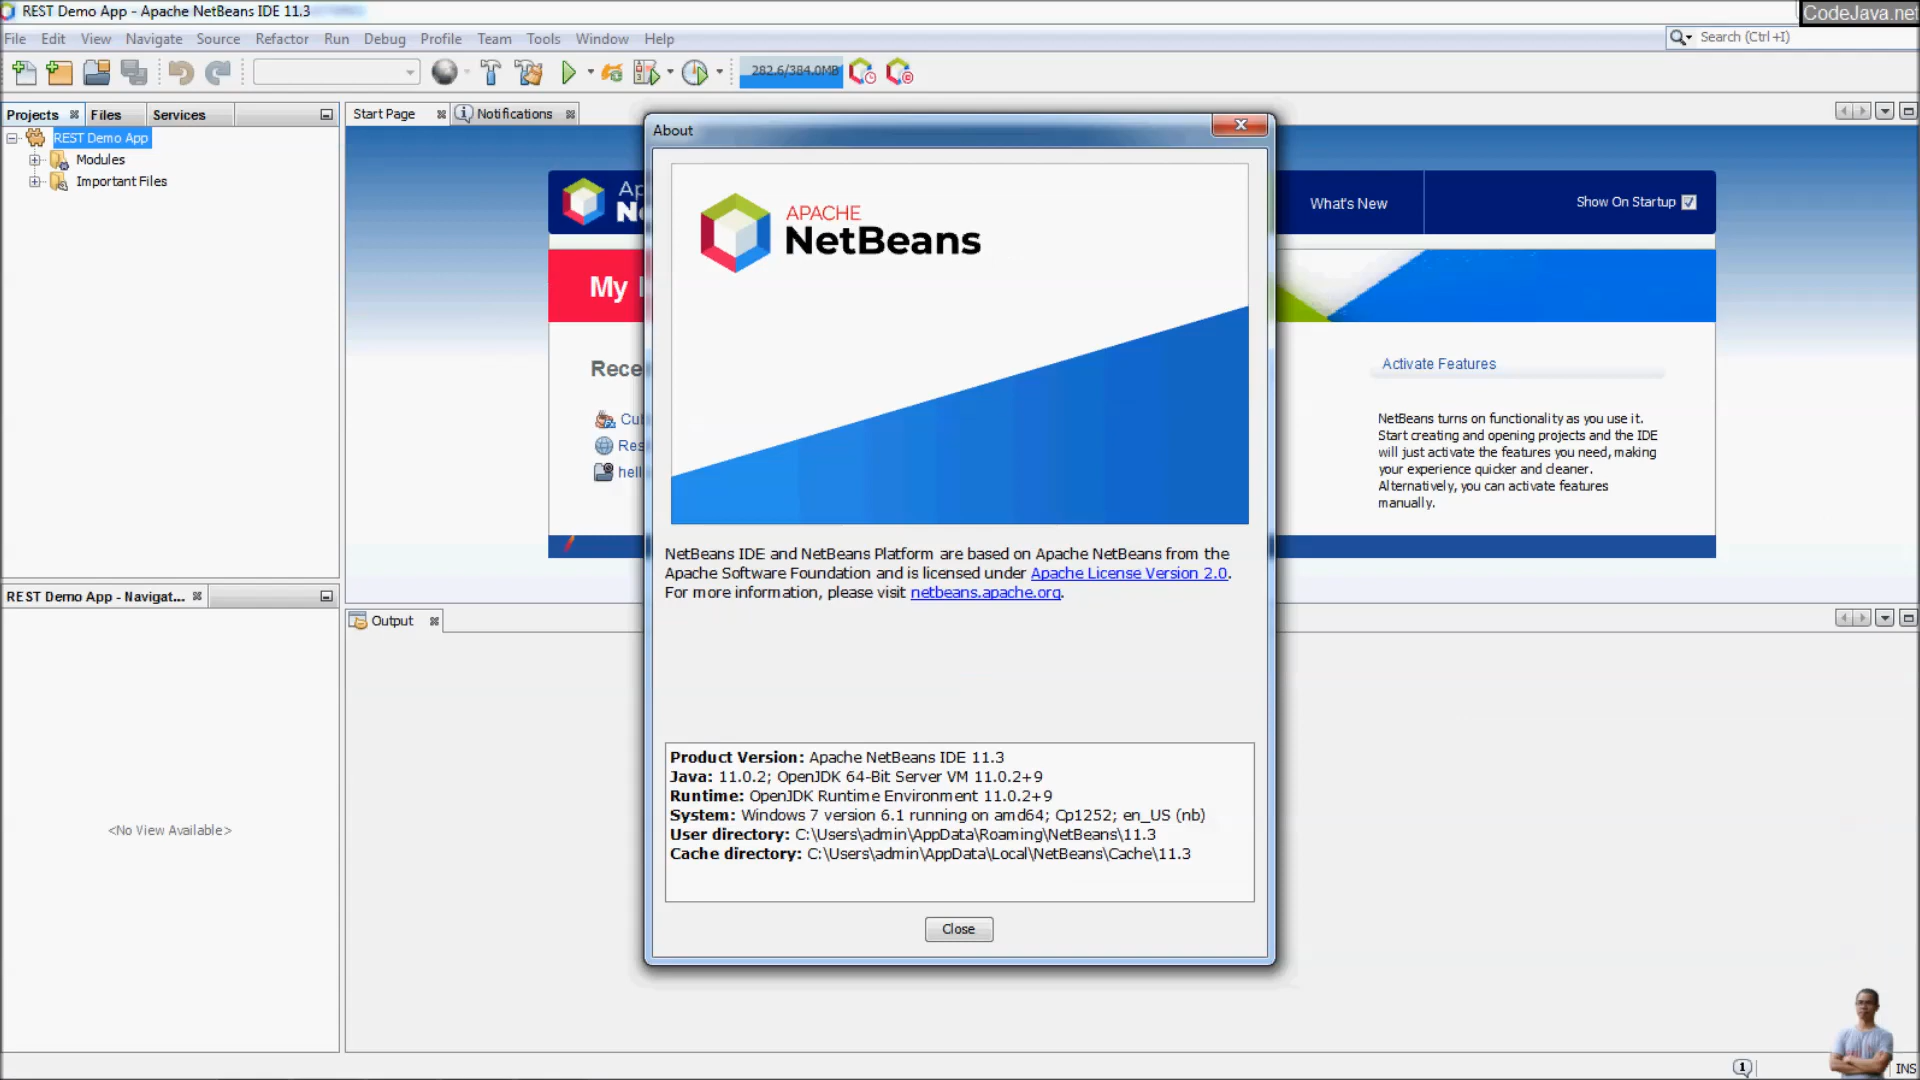 REST Demo App - Apache NetBeans IDE 11.3
CodeJava.net
File Edit View Navigate Source Refactor Run Debug Profile Team Tools Window Help
Search (Ctrl+I)
282.6/384.0MB
Projects Files Services
Start Page Notifications
REST Demo App
Modules
Important Files
About
APACHE
NetBeans
Ap
N
What's New
Show On Startup
My
Rece
Cu
Res
hell
Activate Features
NetBeans turns on functionality as you use it.
Start creating and opening projects and the IDE
will just activate the features you need, making
your experience quicker and cleaner.
Alternatively, you can activate features
manually.
NetBeans IDE and NetBeans Platform are based on Apache NetBeans from the
Apache Software Foundation and is licensed under Apache License Version 2.0.
For more information, please visit netbeans.apache.org.
REST Demo App - Navigat...
<No View Available>
Output
Product Version: Apache NetBeans IDE 11.3
Java: 11.0.2; OpenJDK 64-Bit Server VM 11.0.2+9
Runtime: OpenJDK Runtime Environment 11.0.2+9
System: Windows 7 version 6.1 running on amd64; Cp1252; en_US (nb)
User directory: C:\Users\admin\AppData\Roaming\NetBeans\11.3
Cache directory: C:\Users\admin\AppData\Local\NetBeans\Cache\11.3
Close
1
INS